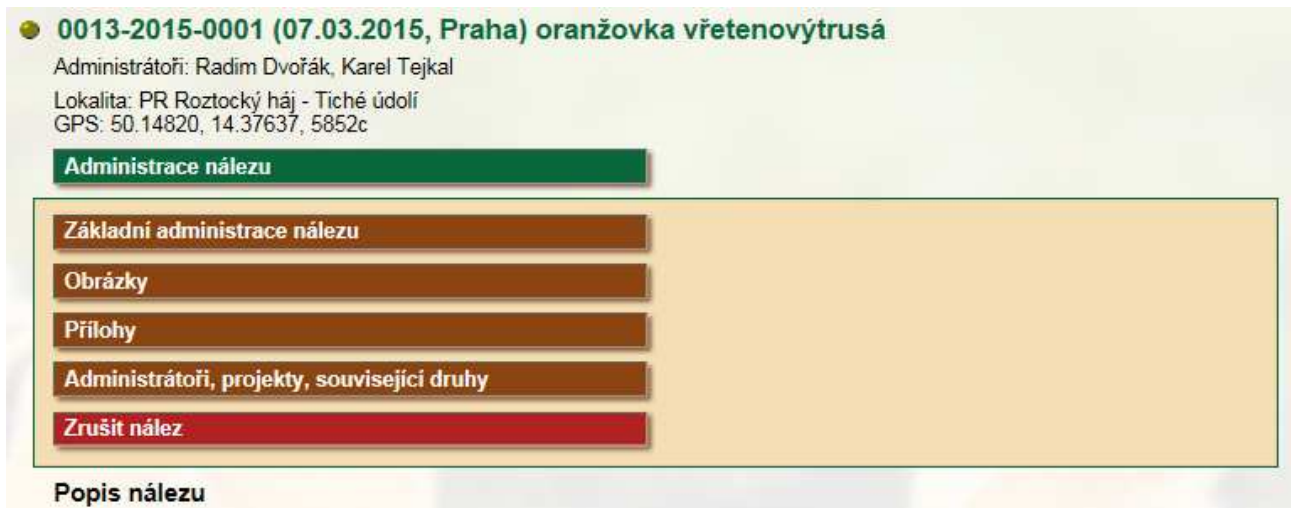 0013-2015-0001 (07.03.2015, Praha) oranžovka vřetenovýtrusá
Administrátoři: Radim Dvořák, Karel Tejkal
Lokalita: PR Roztocký háj - Tiché údolí
GPS: 50.14820, 14.37637, 5852c
Administrace nálezu
Základní administrace nálezu
Obrázky
Přílohy
Administrátoři, projekty, související druhy
Zrušit nález
Popis nálezu